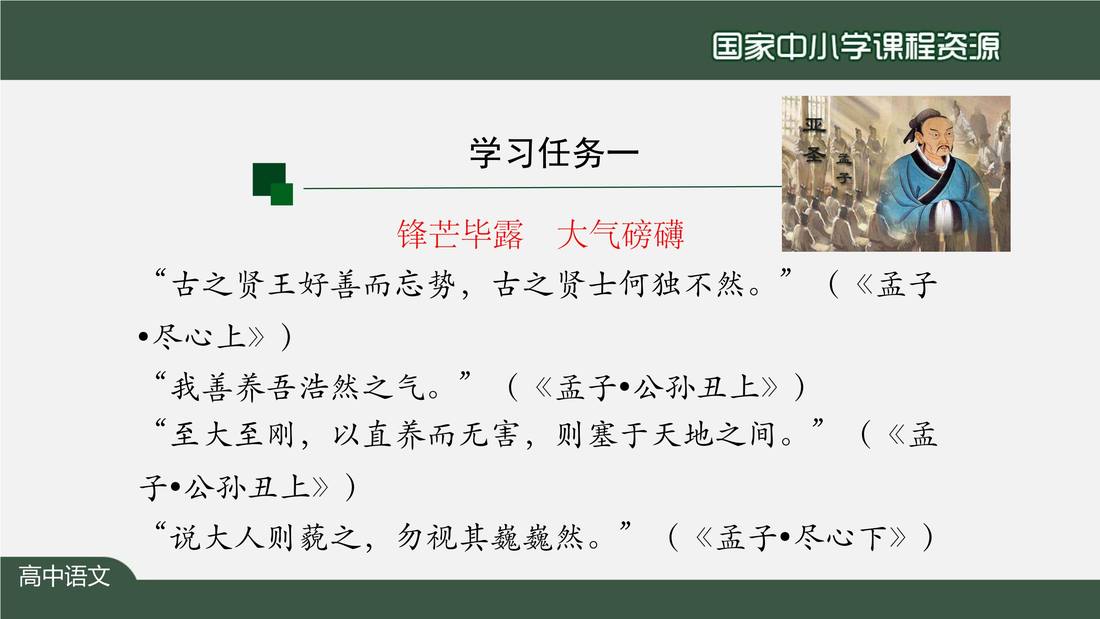 国家中小学课程资源
学习任务一
亚圣
孟子
锋芒毕露　大气磅礴
“古之贤王好善而忘势，古之贤士何独不然。”（《孟子
•尽心上》）
“我善养吾浩然之气。”（《孟子•公孙丑上》）
“至大至刚，以直养而无害，则塞于天地之间。”（《孟
子•公孙丑上》）
“说大人则藐之，勿视其巍巍然。”（《孟子•尽心下》）
高中语文